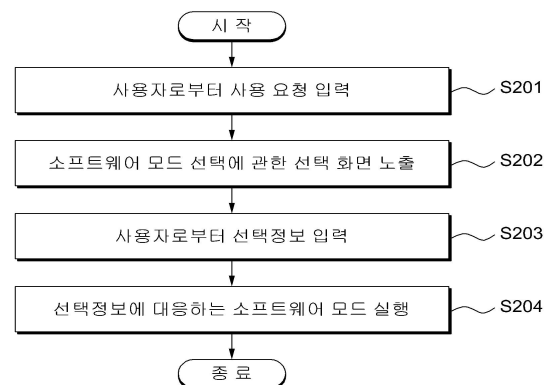 시 작
사용자로부터 사용 요청 입력
S201
소프트웨어 모드 선택에 관한 선택 화면 노출
S202
사용자로부터 선택정보 입력
S203
선택정보에 대응하는 소프트웨어 모드 실행
S204
종 료